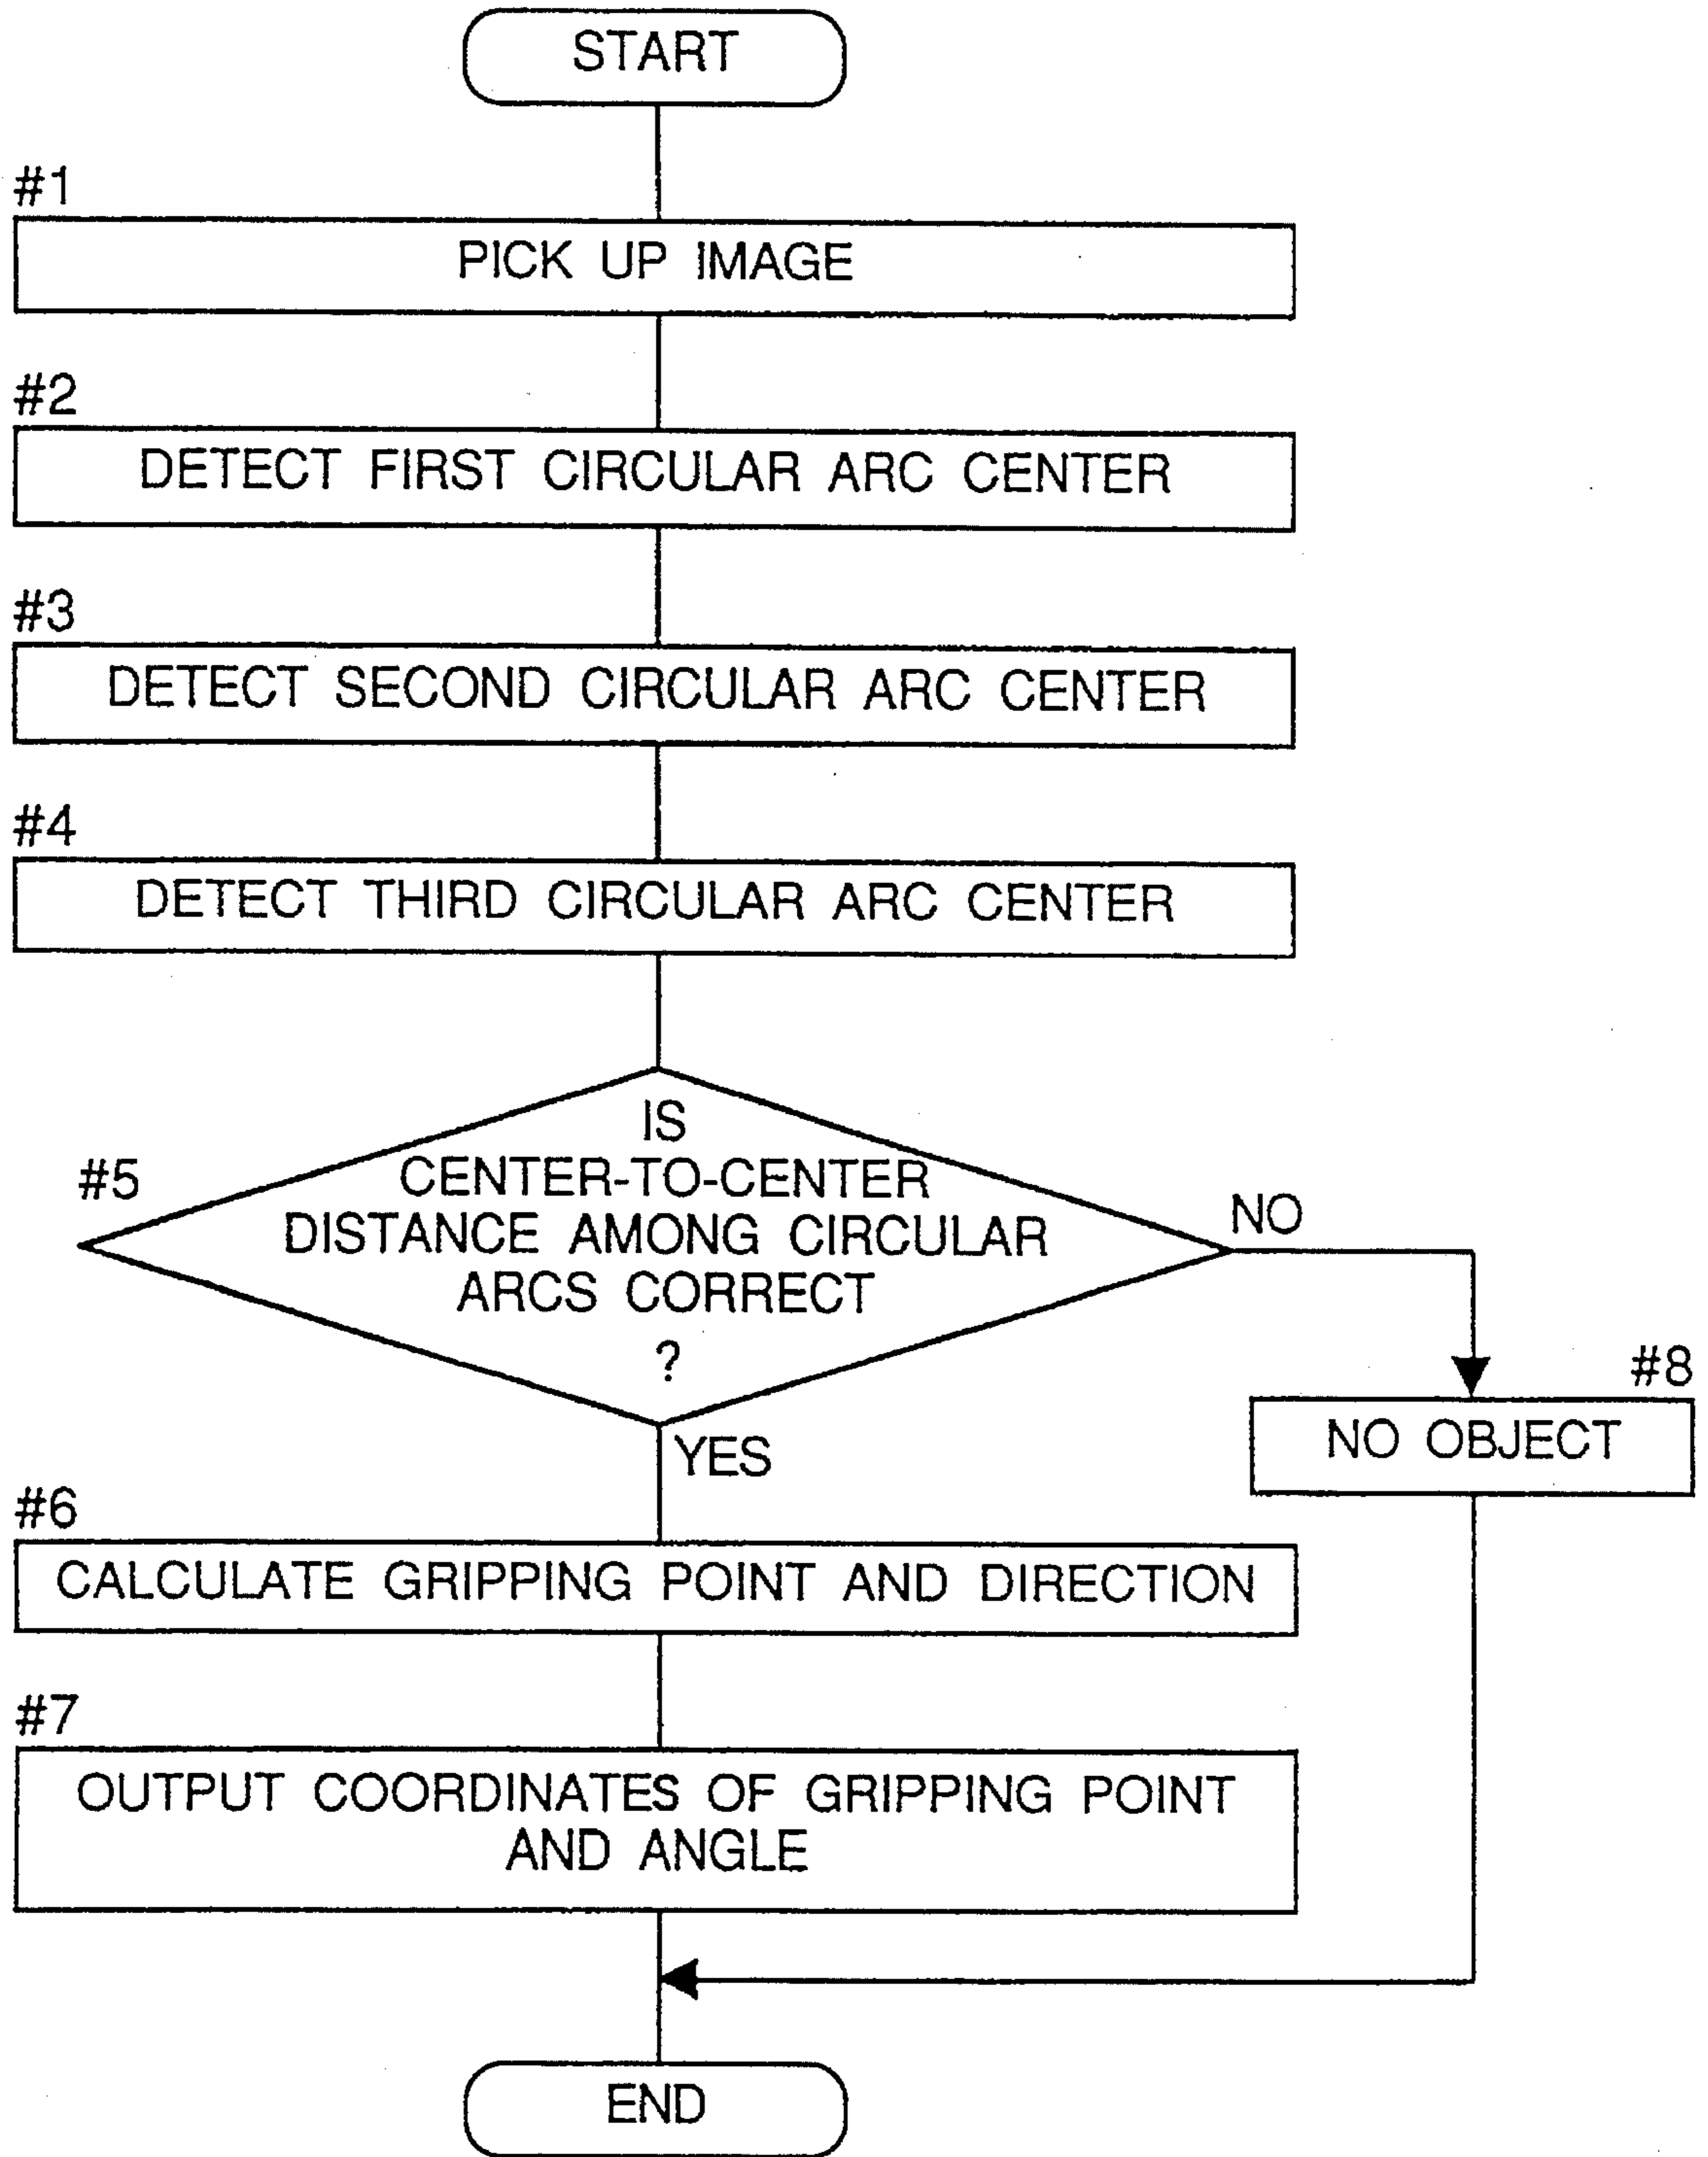 START
#1
PICK UP IMAGE
#2
DETECT FIRST CIRCULAR ARC CENTER
#3
DETECT SECOND CIRCULAR ARC CENTER
#4
DETECT THIRD CIRCULAR ARC CENTER
#5
IS
CENTER-TO-CENTER
DISTANCE AMONG CIRCULAR
ARCS CORRECT
?
NO
#8
NO OBJECT
YES
#6
CALCULATE GRIPPING POINT AND DIRECTION
#7
OUTPUT COORDINATES OF GRIPPING POINT
AND ANGLE
END